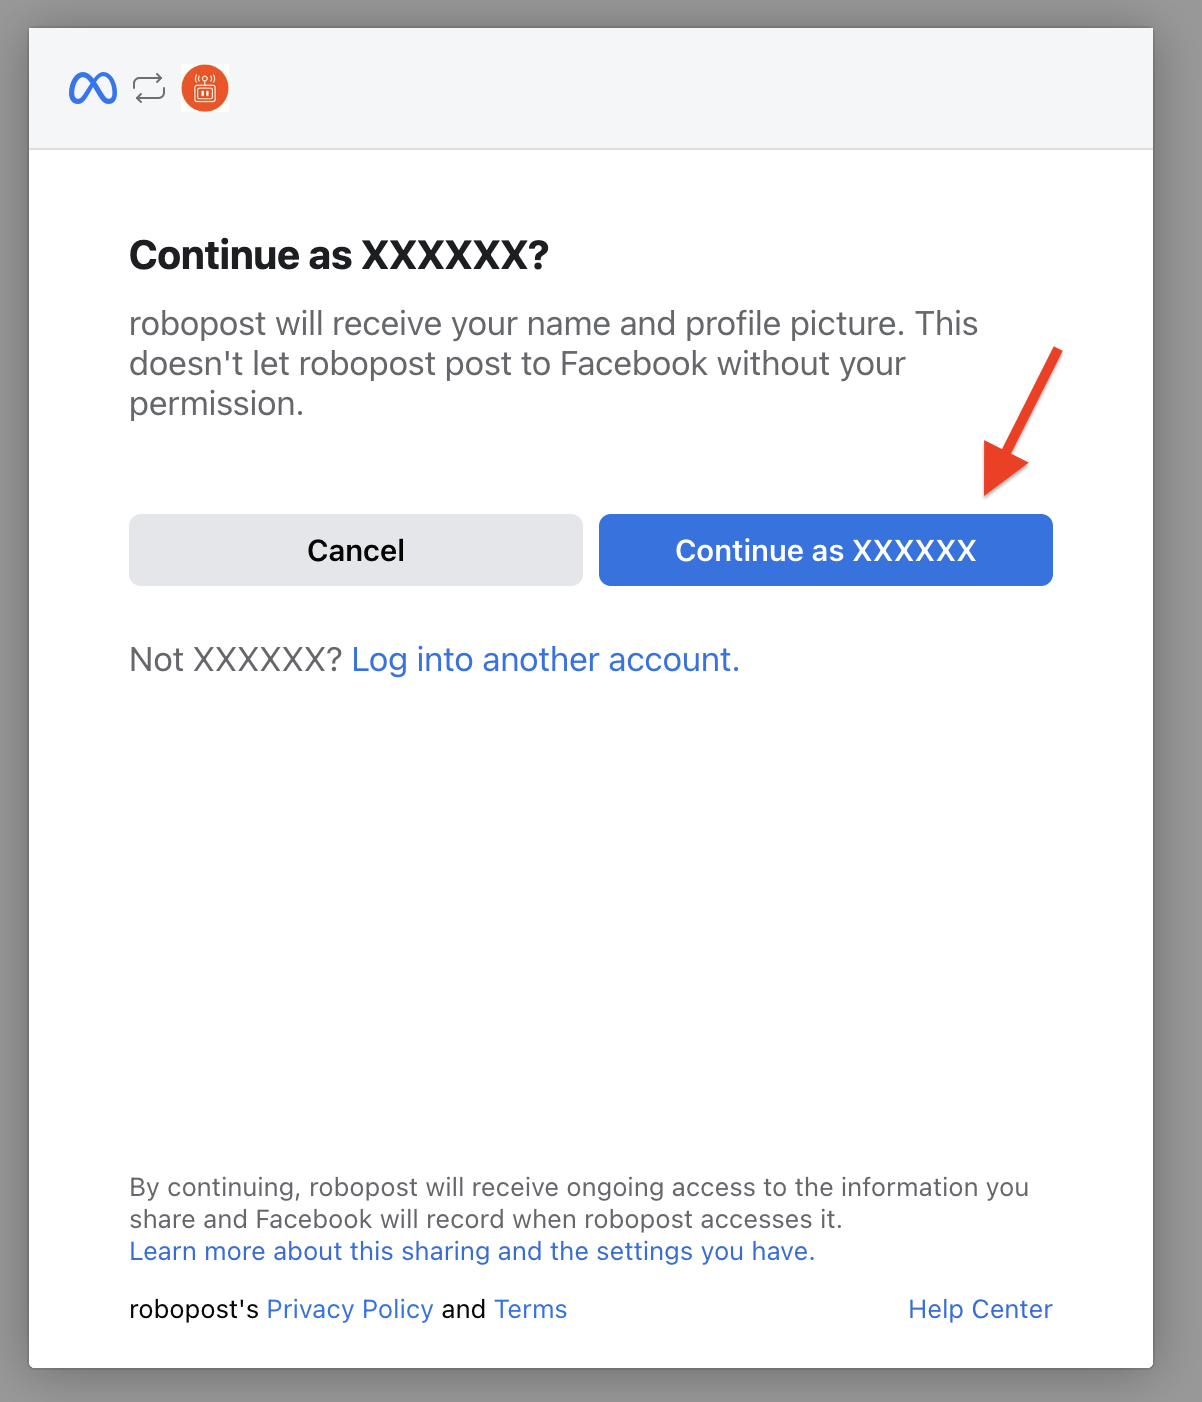 Continue as XXXXXX?
robopost will receive your name and profile picture. This
doesn't let robopost post to Facebook without your
permission.
Cancel
Continue as XXXXXX
Not XXXXXX? Log into another account.
By continuing, robopost will receive ongoing access to the information you
share and Facebook will record when robopost accesses it.
Learn more about this sharing and the settings you have.
robopost's Privacy Policy and Terms
Help Center